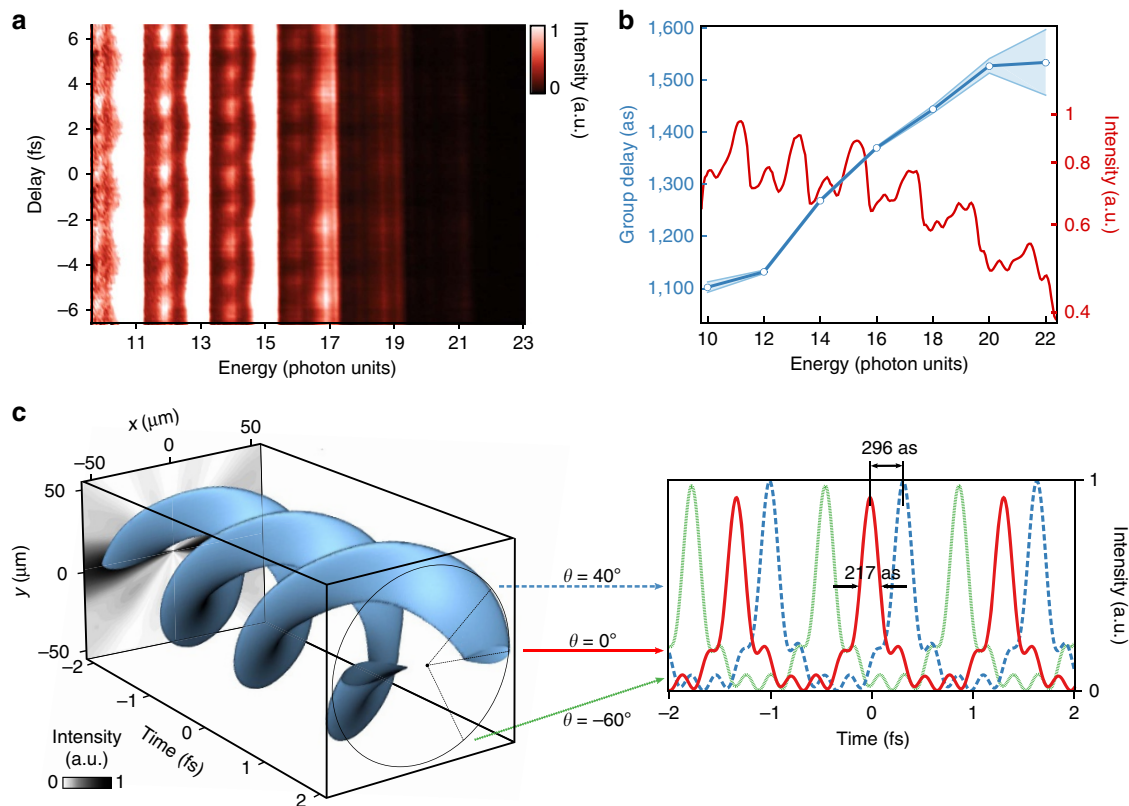 a
6
4
2
0
−2
−4
−6
Delay (fs)
11
13
15
17
19
21
23
Energy (photon units)
1
0
Intensity (a.u.)
b
1,600
1,500
1,400
1,300
1,200
1,100
Group delay (as)
10
12
14
16
18
20
22
Energy (photon units)
1
0.8
0.6
0.4
Intensity (a.u.)
c
x (μm)
−50
0
50
50
0
−50
y (μm)
−2
−1
0
1
2
Time (fs)
Intensity
(a.u.)
0
1
θ = 40°
θ = 0°
θ = −60°
296 as
217 as
1
0
Intensity (a.u.)
−2
−1
0
1
2
Time (fs)